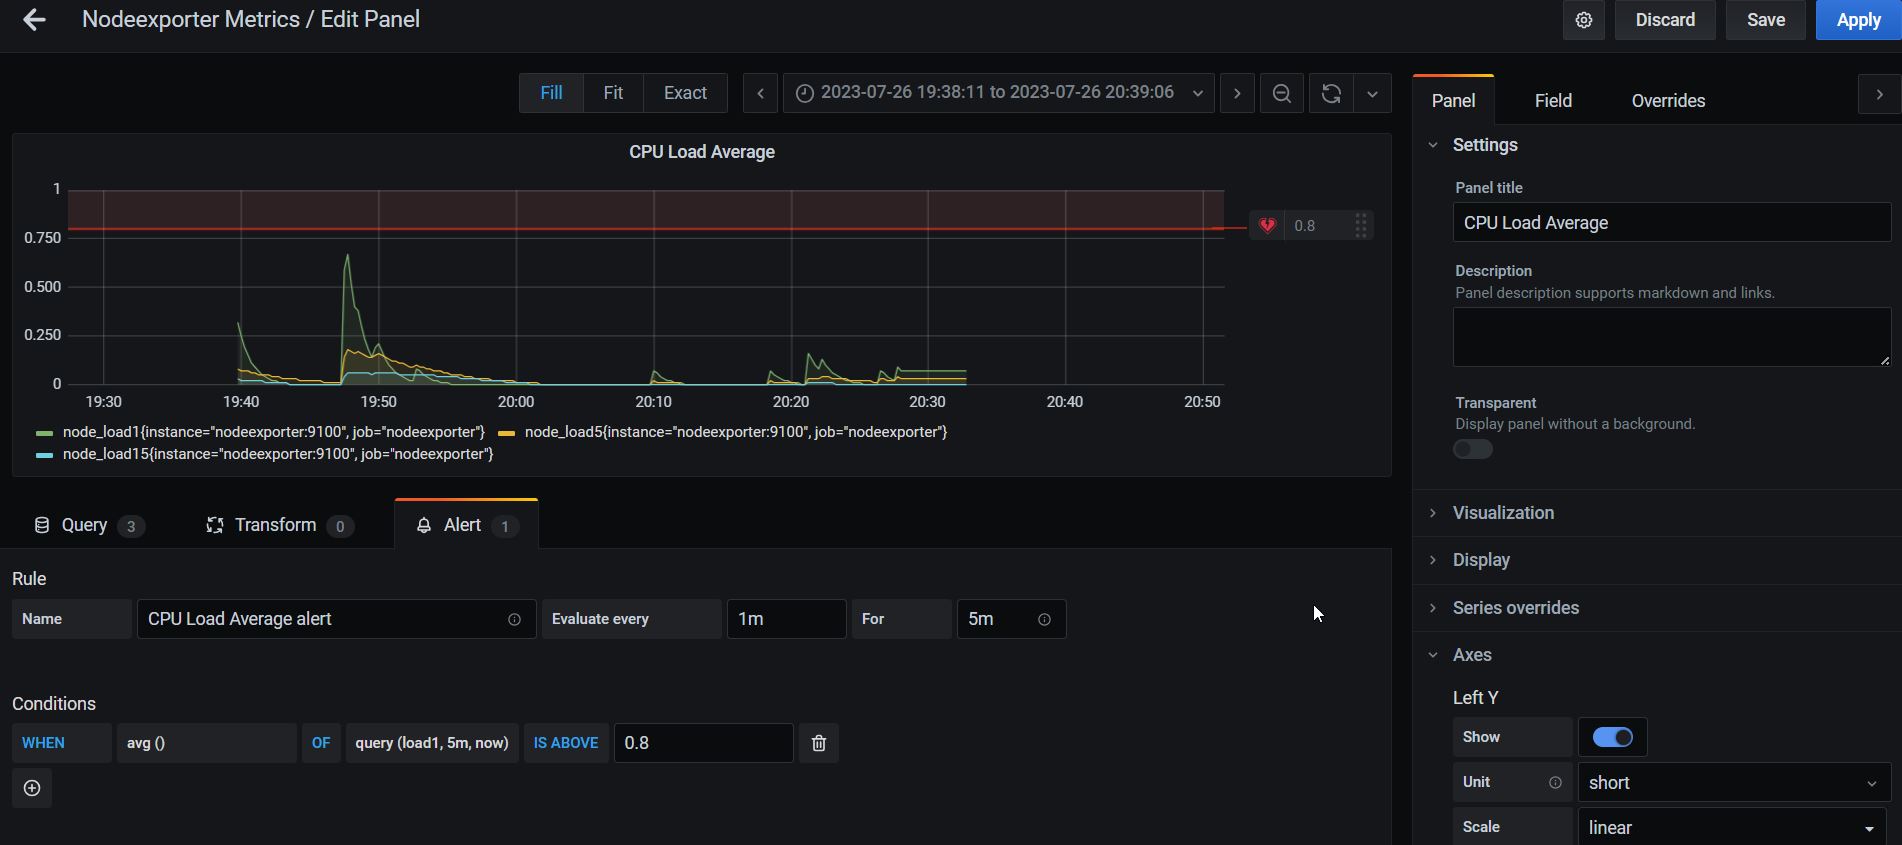 Nodeexporter Metrics / Edit Panel
Discard
Save
Apply
Fill
Fit
Exact
2023-07-26 19:38:11 to 2023-07-26 20:39:06
CPU Load Average
1
0.750
0.500
0.250
0
0.8
19:30
19:40
19:50
20:00
20:10
20:20
20:30
20:40
20:50
node_load1{instance="nodeexporter:9100", job="nodeexporter"}
node_load5{instance="nodeexporter:9100", job="nodeexporter"}
node_load15{instance="nodeexporter:9100", job="nodeexporter"}
Query 3
Transform 0
Alert 1
Rule
Name
CPU Load Average alert
Evaluate every
1m
For
5m
Conditions
WHEN
avg ()
OF
query (load1, 5m, now)
IS ABOVE
0.8
Panel
Field
Overrides
Settings
Panel title
CPU Load Average
Description
Panel description supports markdown and links.
Transparent
Display panel without a background.
Visualization
Display
Series overrides
Axes
Left Y
Show
Unit
short
Scale
linear